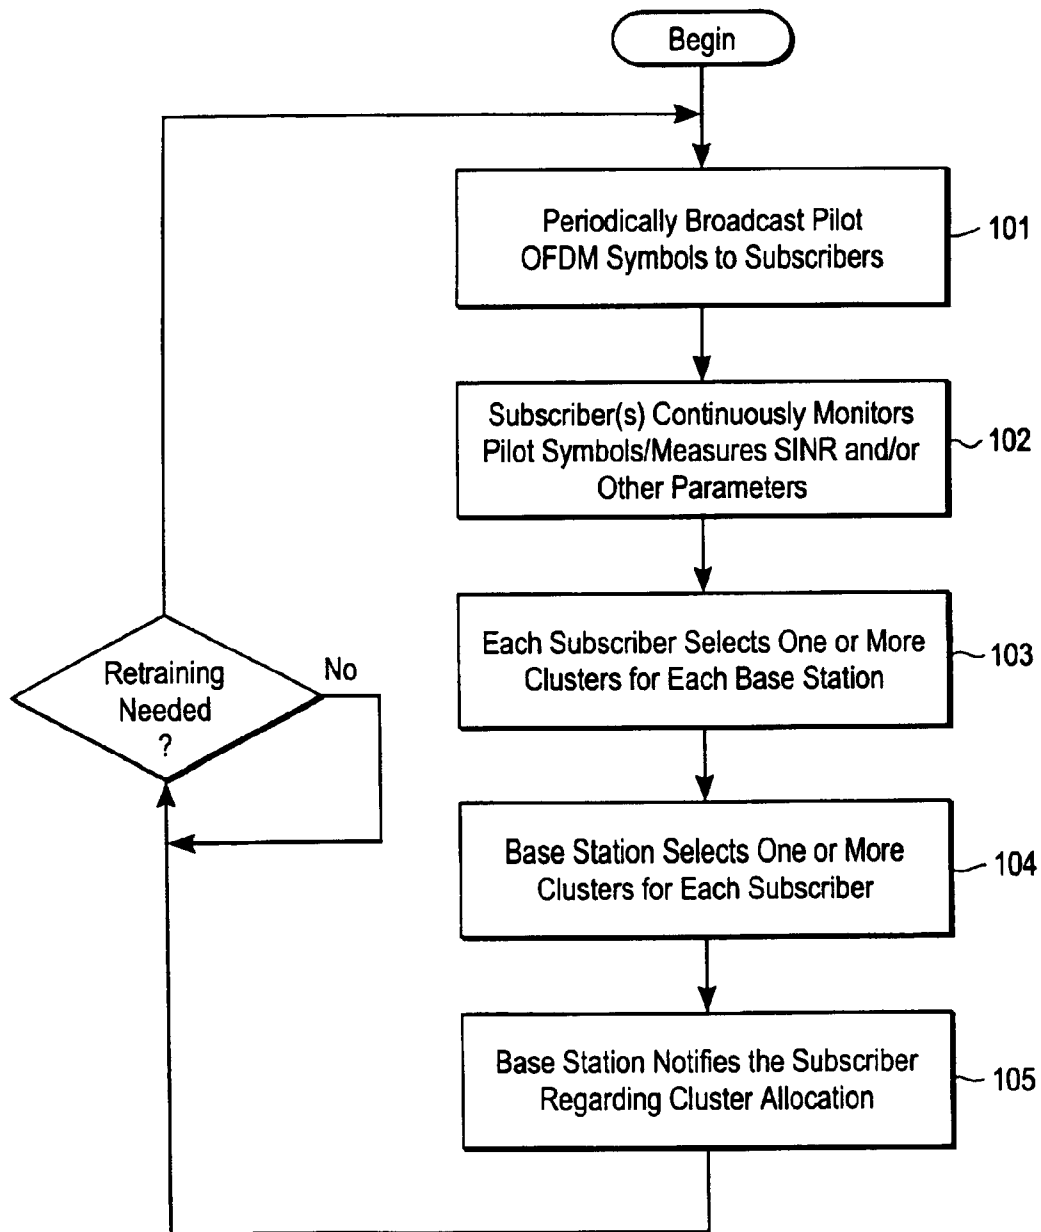 Begin
Periodically Broadcast Pilot
OFDM Symbols to Subscribers
101
Subscriber(s) Continuously Monitors
Pilot Symbols/Measures SINR and/or
Other Parameters
102
Each Subscriber Selects One or More
Clusters for Each Base Station
103
Retraining
Needed
?
No
Base Station Selects One or More
Clusters for Each Subscriber
104
Base Station Notifies the Subscriber
Regarding Cluster Allocation
105